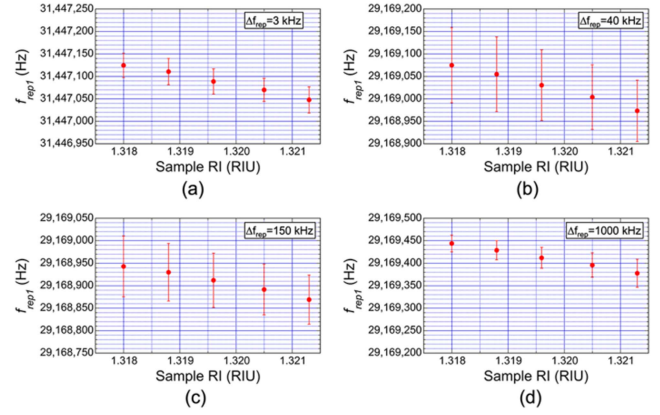 31,447,250
31,447,200
31,447,150
31,447,100
31,447,050
31,447,000
31,446,950
f_rep1 (Hz)
Δf_rep=3 kHz
1.318
1.319
1.320
1.321
Sample RI (RIU)
(a)
29,169,200
29,169,150
29,169,100
29,169,050
29,169,000
29,168,950
29,168,900
f_rep1 (Hz)
Δf_rep=40 kHz
1.318
1.319
1.320
1.321
Sample RI (RIU)
(b)
29,169,050
29,169,000
29,168,950
29,168,900
29,168,850
29,168,800
29,168,750
f_rep1 (Hz)
Δf_rep=150 kHz
1.318
1.319
1.320
1.321
Sample RI (RIU)
(c)
29,169,500
29,169,450
29,169,400
29,169,350
29,169,300
29,169,250
29,169,200
f_rep1 (Hz)
Δf_rep=1000 kHz
1.318
1.319
1.320
1.321
Sample RI (RIU)
(d)